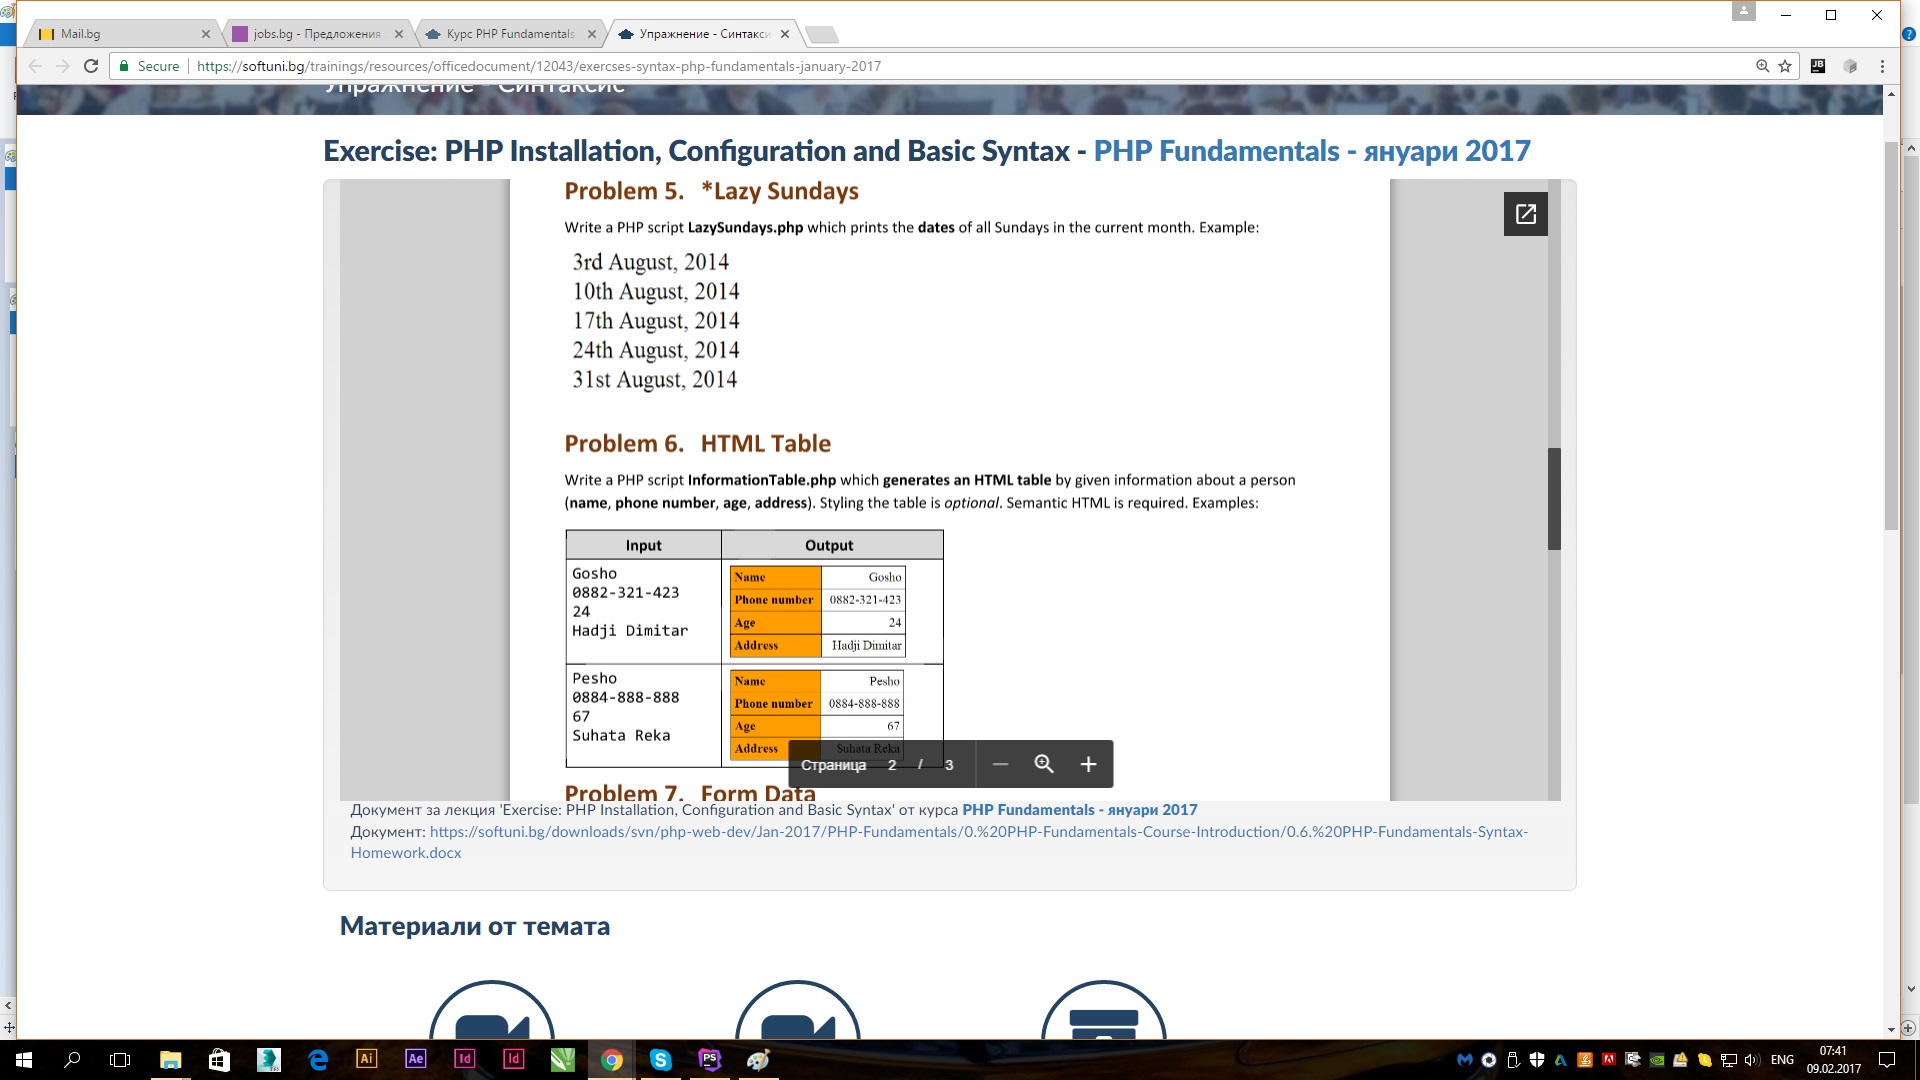 Mail.bg
jobs.bg - Предложения
Курс PHP Fundamentals
Упражнение - Синтакси
Secure
https://softuni.bg/trainings/resources/officedocument/12043/exercses-syntax-php-fundamentals-january-2017
JB
Упражнение - Синтаксис
Exercise: PHP Installation, Configuration and Basic Syntax - PHP Fundamentals - януари 2017
Problem 5. *Lazy Sundays
Write a PHP script LazySundays.php which prints the dates of all Sundays in the current month. Example:
3rd August, 2014
10th August, 2014
17th August, 2014
24th August, 2014
31st August, 2014
Problem 6. HTML Table
Write a PHP script InformationTable.php which generates an HTML table by given information about a person
(name, phone number, age, address). Styling the table is optional. Semantic HTML is required. Examples:
Input Output
Gosho
0882-321-423
24
Hadji Dimitar
Name Gosho
Phone number 0882-321-423
Age 24
Address Hadji Dimitar
Pesho
0884-888-888
67
Suhata Reka
Name Pesho
Phone number 0884-888-888
Age 67
Address Suhata Reka
Страница 2 / 3
Problem 7. Form Data
Документ за лекция 'Exercise: PHP Installation, Configuration and Basic Syntax' от курса PHP Fundamentals - януари 2017
Документ: https://softuni.bg/downloads/svn/php-web-dev/Jan-2017/PHP-Fundamentals/0.%20PHP-Fundamentals-Course-Introduction/0.6.%20PHP-Fundamentals-Syntax-
Homework.docx
Материали от темата
Ai
Ae
Id
Id
PS
ENG
07:41
09.02.2017